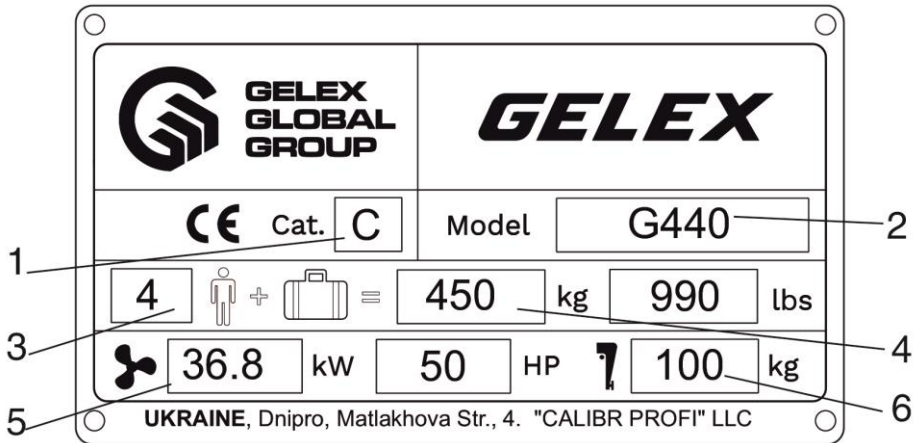 GELEX
GLOBAL
GROUP
GELEX
CE Cat. C Model G440 2
1
4 + = 450 kg 990 lbs
3 4
36.8 kW 50 HP 100 kg
5 6
UKRAINE, Dnipro, Matlakhova Str., 4. "CALIBR PROFI" LLC